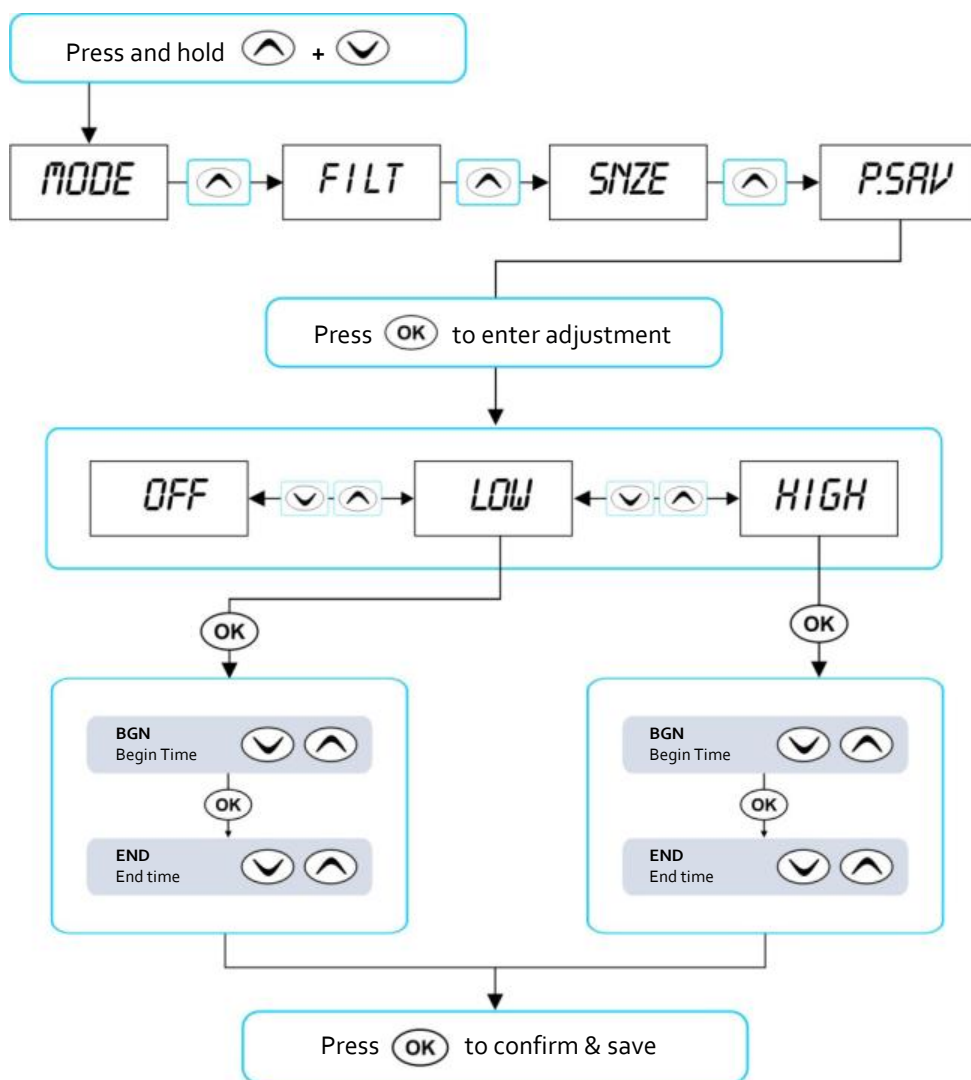 Press and hold +
MODE FILT SNZE P.SAV
Press OK to enter adjustment
OFF LOW HIGH
OK OK
BGN
Begin Time
OK
END
End time
BGN
Begin Time
OK
END
End time
Press OK to confirm & save